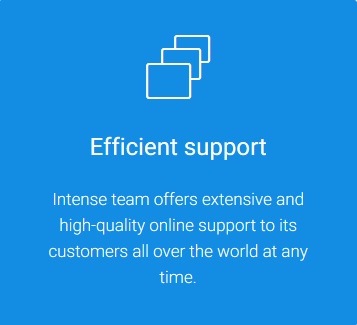 Efficient support
Intense team offers extensive and
high-quality online support to its
customers all over the world at any
time.